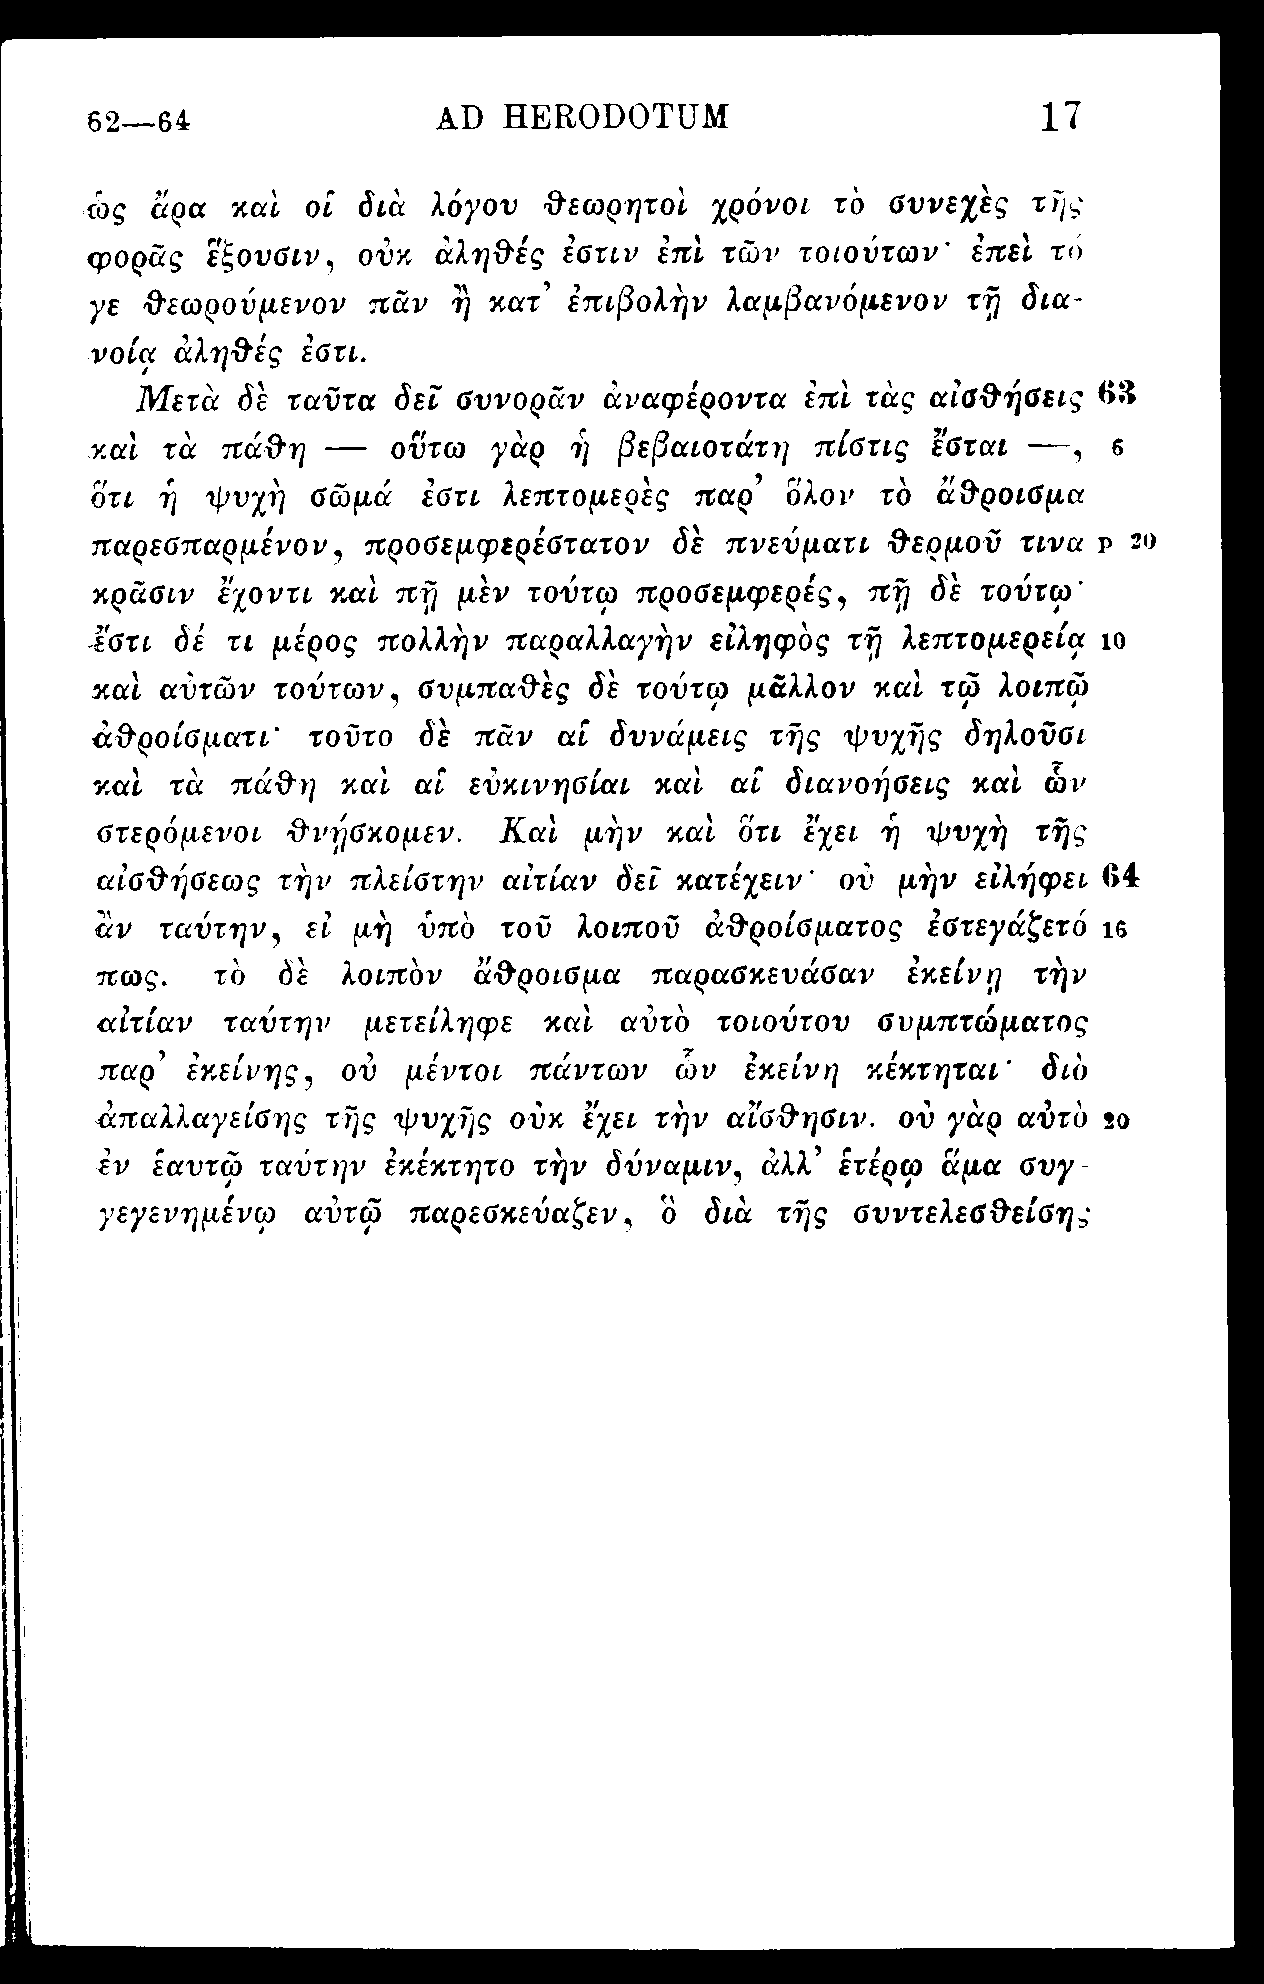 62—64 AD HERODOTUM 17
ὡς ἄρα καὶ οἱ διὰ λόγου θεωρητοὶ χρόνοι τὸ συνεχὲς τῆς
φορᾶς ἕξουσιν, οὐκ ἀληθές ἐστιν ἐπὶ τῶν τοιούτων· ἐπεὶ τό
γε θεωρούμενον πᾶν ἢ κατ’ ἐπιβολὴν λαμβανόμενον τῇ δια-
νοίᾳ ἀληθές ἐστι.
Μετὰ δὲ ταῦτα δεῖ συνορᾶν ἀναφέροντα ἐπὶ τὰς αἰσθήσεις 63
καὶ τὰ πάθη — οὕτω γὰρ ἡ βεβαιοτάτη πίστις ἔσται —, 6
ὅτι ἡ ψυχὴ σῶμά ἐστι λεπτομερὲς παρ’ ὅλον τὸ ἄθροισμα
παρεσπαρμένον, προσεμφερέστατον δὲ πνεύματι θερμοῦ τινα p 20
κρᾶσιν ἔχοντι καὶ πῇ μὲν τούτῳ προσεμφερές, πῇ δὲ τούτῳ·
ἔστι δέ τι μέρος πολλὴν παραλλαγὴν εἰληφὸς τῇ λεπτομερείᾳ 10
καὶ αὐτῶν τούτων, συμπαθὲς δὲ τούτῳ μᾶλλον καὶ τῷ λοιπῷ
ἀθροίσματι· τοῦτο δὲ πᾶν αἱ δυνάμεις τῆς ψυχῆς δηλοῦσι
καὶ τὰ πάθη καὶ αἱ εὐκινησίαι καὶ αἱ διανοήσεις καὶ ὧν
στερόμενοι θνῄσκομεν. Καὶ μὴν καὶ ὅτι ἔχει ἡ ψυχὴ τῆς
αἰσθήσεως τὴν πλείστην αἰτίαν δεῖ κατέχειν· οὐ μὴν εἰλήφει 64
ἂν ταύτην, εἰ μὴ ὑπὸ τοῦ λοιποῦ ἀθροίσματος ἐστεγάζετό 16
πως. τὸ δὲ λοιπὸν ἄθροισμα παρασκευάσαν ἐκείνῃ τὴν
αἰτίαν ταύτην μετείληφε καὶ αὐτὸ τοιούτου συμπτώματος
παρ’ ἐκείνης, οὐ μέντοι πάντων ὧν ἐκείνη κέκτηται· διὸ
ἀπαλλαγείσης τῆς ψυχῆς οὐκ ἔχει τὴν αἴσθησιν. οὐ γὰρ αὐτὸ 20
ἐν ἑαυτῷ ταύτην ἐκέκτητο τὴν δύναμιν, ἀλλ’ ἑτέρῳ ἅμα συγ-
γεγενημένῳ αὐτῷ παρεσκεύαζεν, ὃ διὰ τῆς συντελεσθείσης